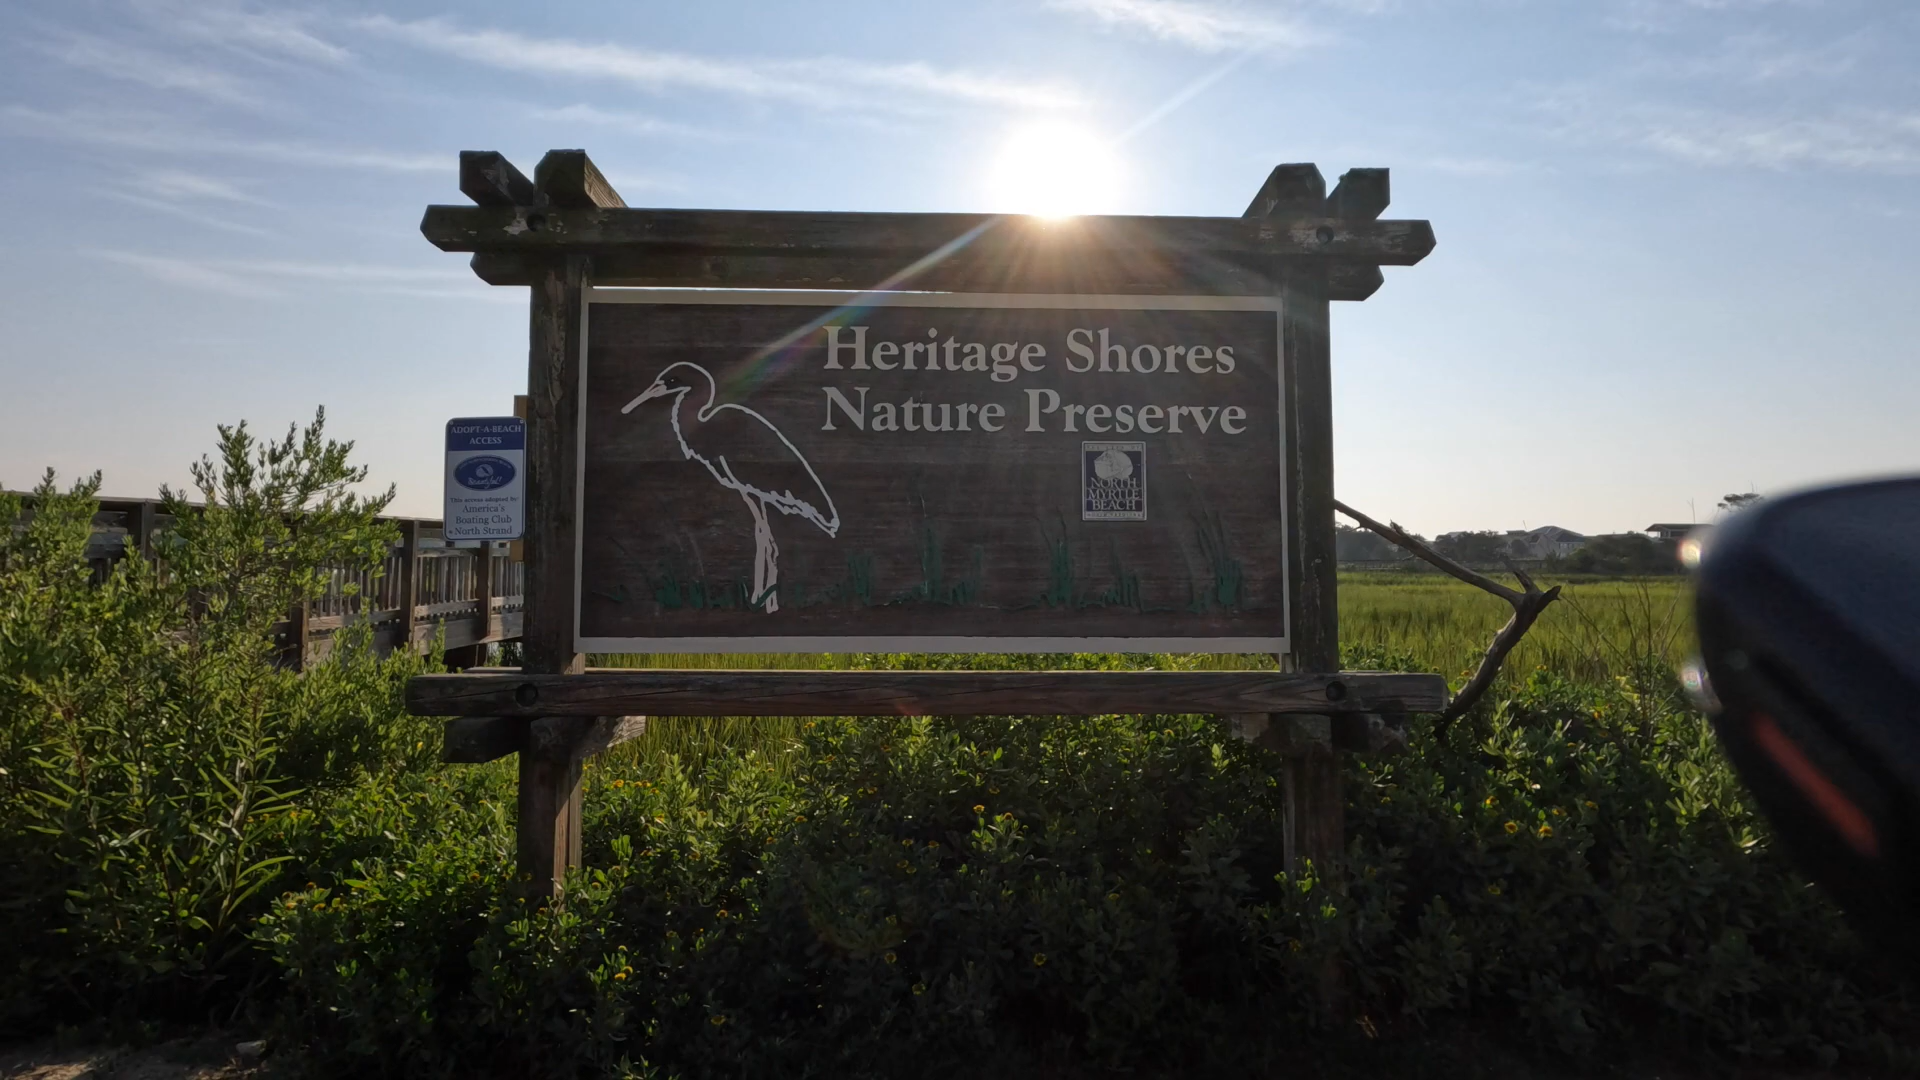 Heritage Shores
Nature Preserve
NORTH
MYRTLE
BEACH
ADOPT-A-BEACH
ACCESS
Beautiful!
This access adopted by:
America's
Boating Club
North Strand